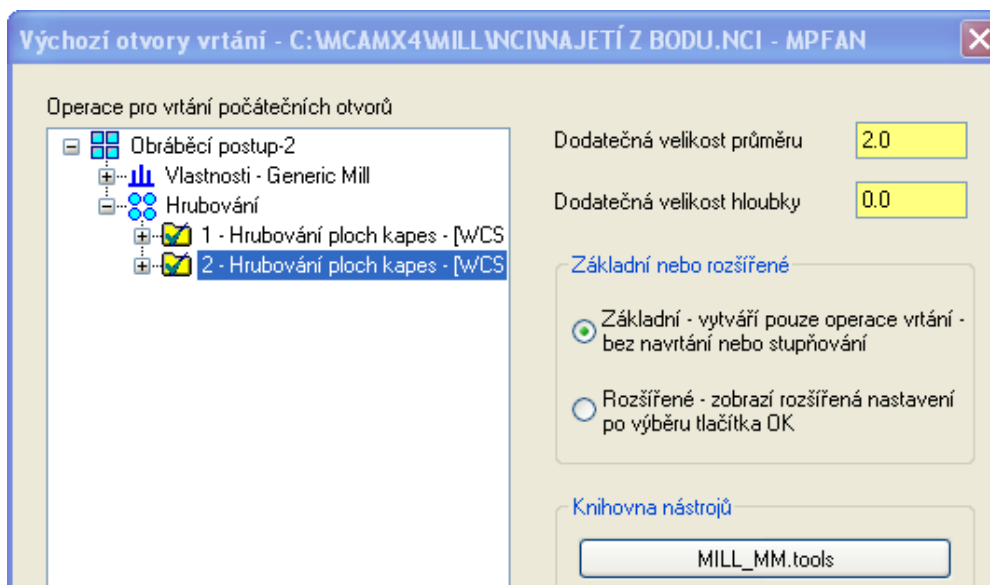 Výchozí otvory vrtání - C:\MCAMX4\MILL\NCI\NAJETÍ Z BODU.NCI - MPFAN
Operace pro vrtání počátečních otvorů
Obráběcí postup-2
Vlastnosti - Generic Mill
Hrubování
1 - Hrubování ploch kapes - [WCS
2 - Hrubování ploch kapes - [WCS
Dodatečná velikost průměru 2.0
Dodatečná velikost hloubky 0.0
Základní nebo rozšířené
Základní - vytváří pouze operace vrtání -
bez navrtání nebo stupňování
Rozšířené - zobrazí rozšířená nastavení
po výběru tlačítka OK
Knihovna nástrojů
MILL_MM.tools